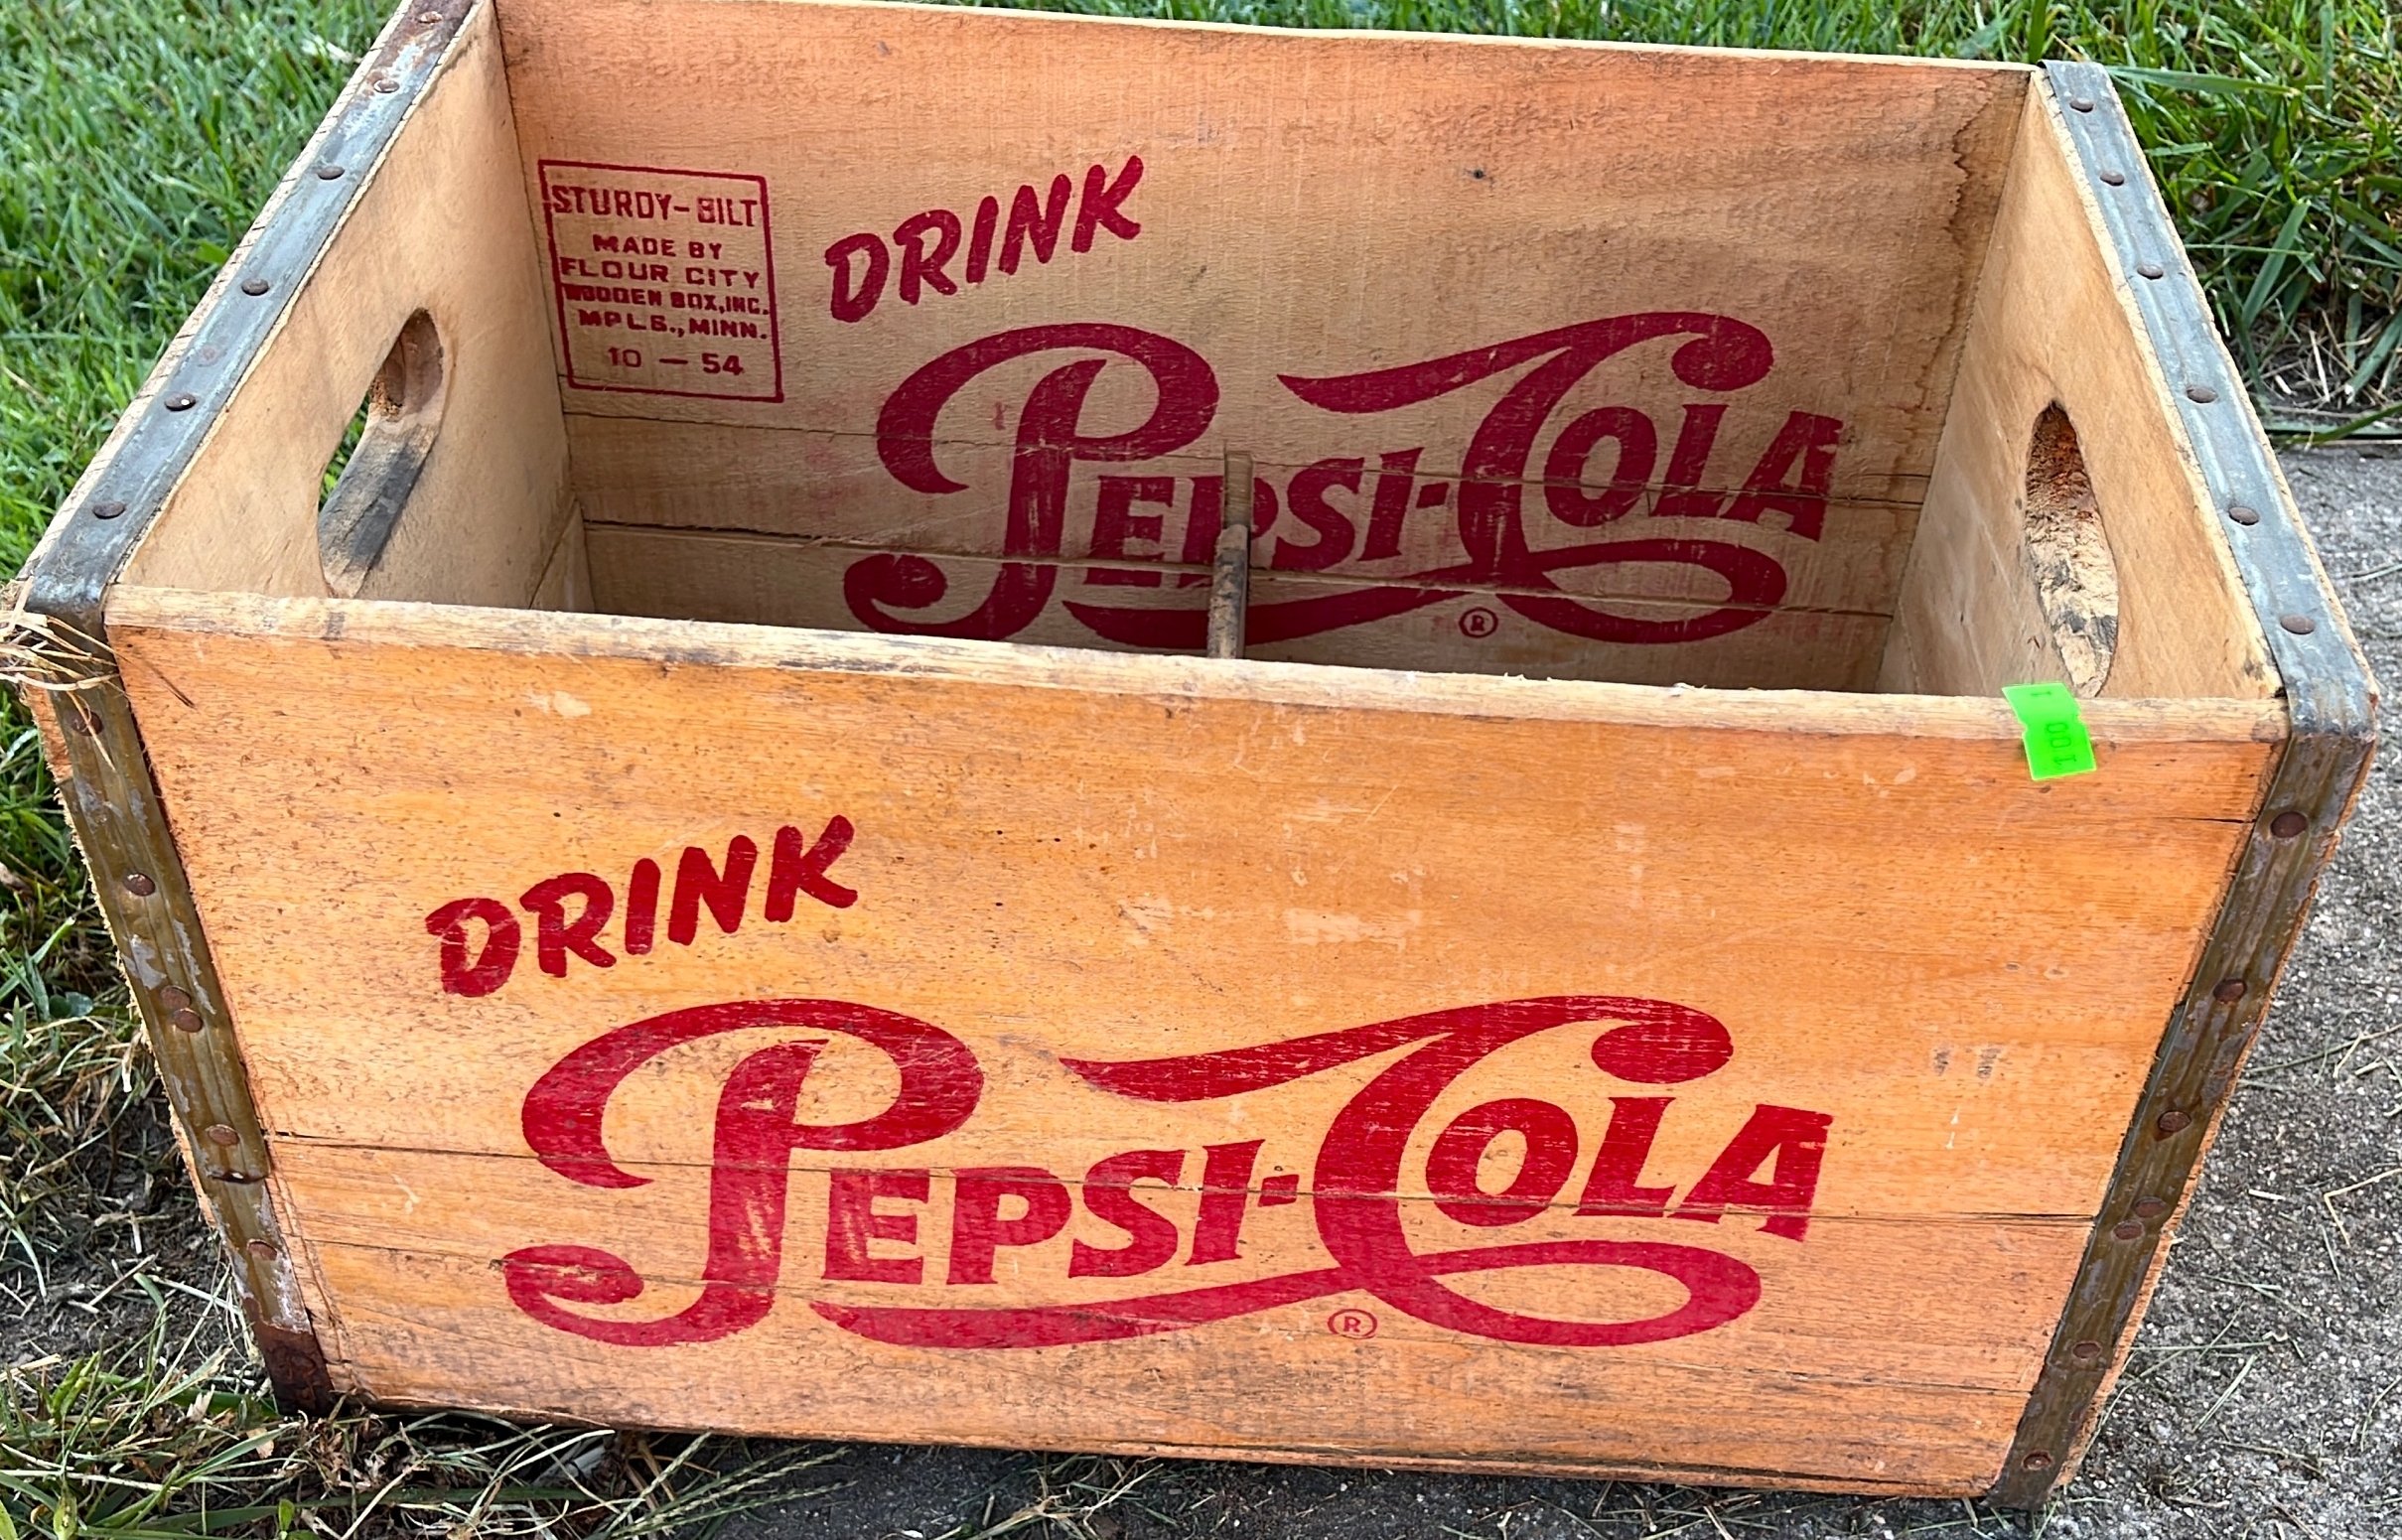 STURDY-BILT
MADE BY
FLOUR CITY
WOODEN BOX, INC.
MPLS., MINN.
10 — 54
DRINK
PEPSI-COLA
®
DRINK
PEPSI-COLA
®
1
100